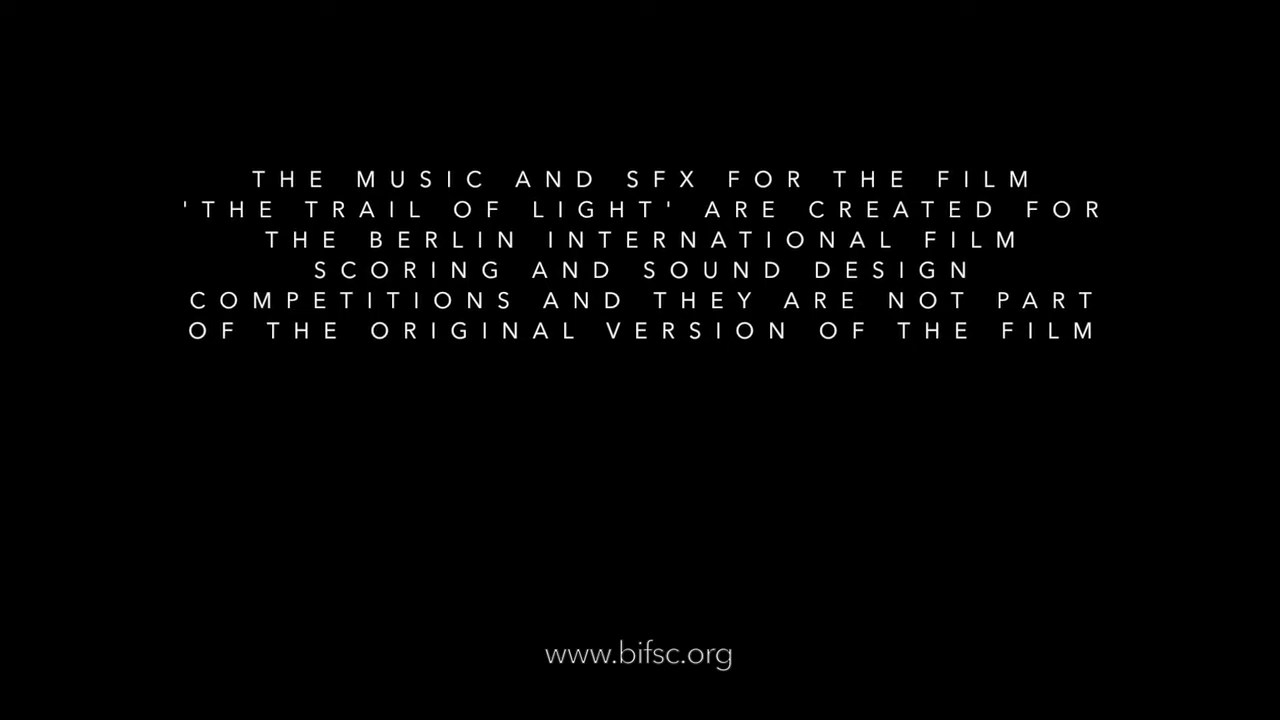 THE MUSIC AND SFX FOR THE FILM
'THE TRAIL OF LIGHT' ARE CREATED FOR
THE BERLIN INTERNATIONAL FILM
SCORING AND SOUND DESIGN
COMPETITIONS AND THEY ARE NOT PART
OF THE ORIGINAL VERSION OF THE FILM
www.bifsc.org